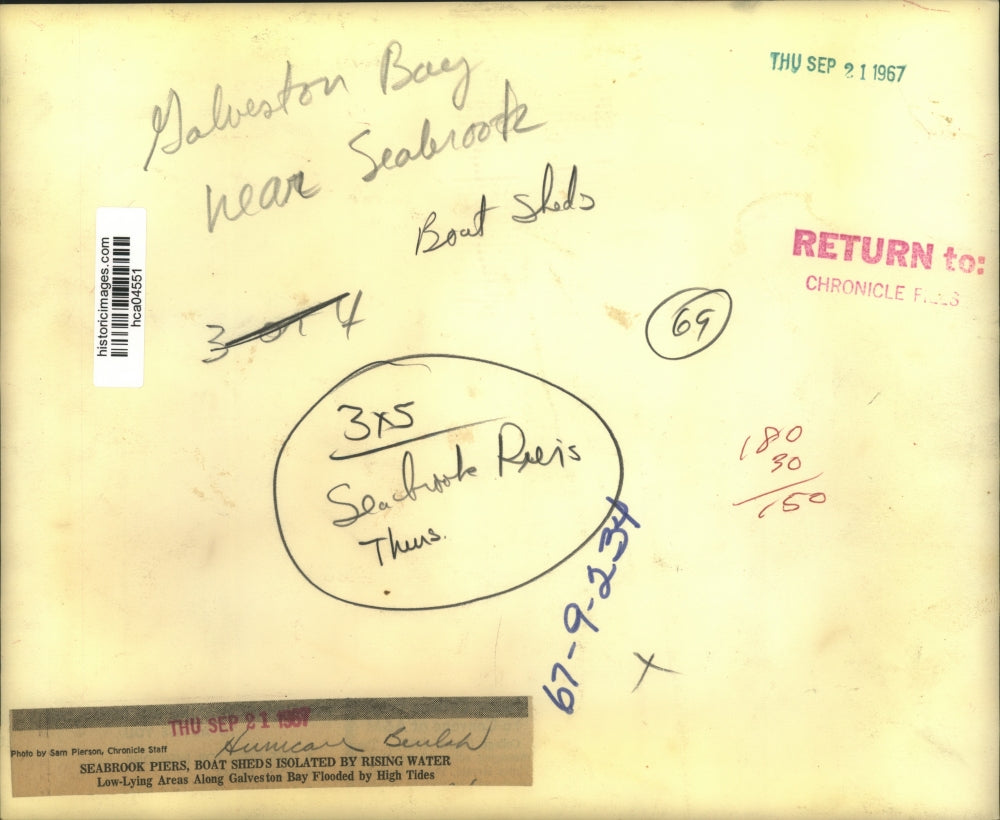 Galveston Bay
near Seabrook
Boat Sheds
THU SEP 21 1967
RETURN to:
CHRONICLE FILES
historicimages.com
hca04551
3 or 4
69
3x5
Seabrook Piers
Thurs.
180
30
150
67-9-234
X
THU SEP 21 1967
Hurricane Beulah
Photo by Sam Pierson, Chronicle Staff
SEABROOK PIERS, BOAT SHEDS ISOLATED BY RISING WATER
Low-Lying Areas Along Galveston Bay Flooded by High Tides